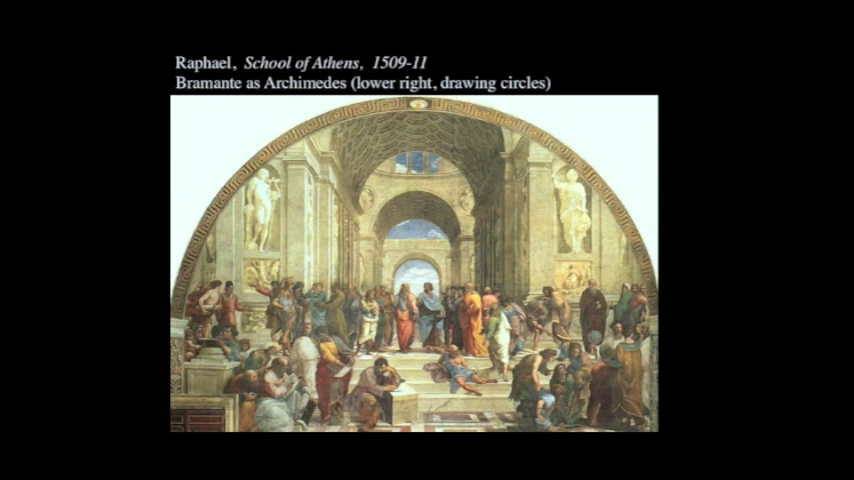 Raphael, School of Athens, 1509-11
Bramante as Archimedes (lower right, drawing circles)